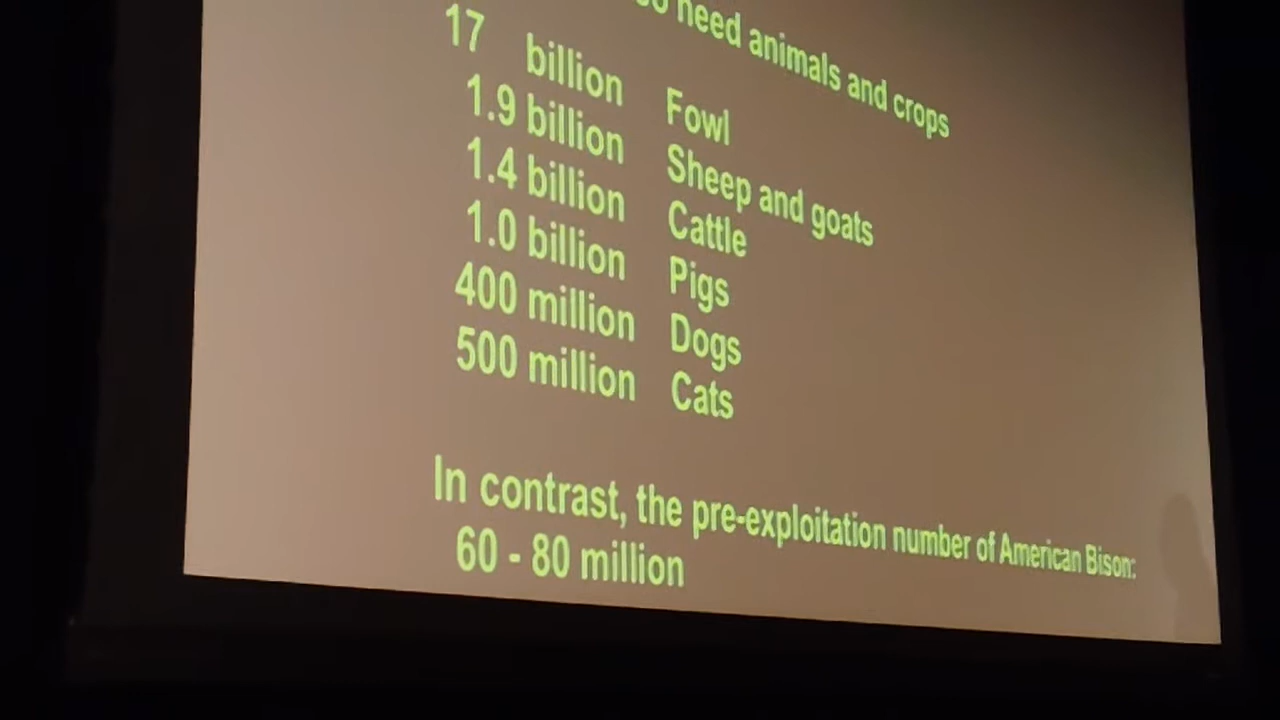 need animals and crops
17 billion Fowl
1.9 billion Sheep and goats
1.4 billion Cattle
1.0 billion Pigs
400 million Dogs
500 million Cats
In contrast, the pre-exploitation number of American Bison:
60 - 80 million